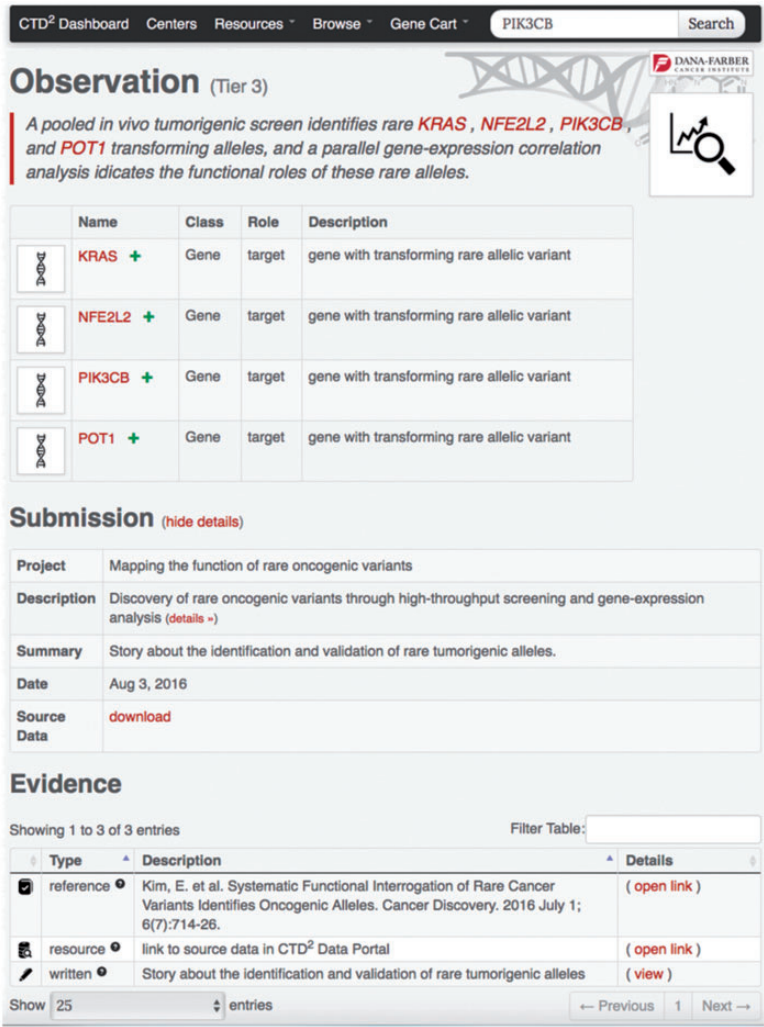 CTD² Dashboard Centers Resources Browse Gene Cart PIK3CB Search
DANA-FARBER
CANCER INSTITUTE
Observation (Tier 3)
A pooled in vivo tumorigenic screen identifies rare KRAS , NFE2L2 , PIK3CB ,
and POT1 transforming alleles, and a parallel gene-expression correlation
analysis idicates the functional roles of these rare alleles.
Name Class Role Description
KRAS + Gene target gene with transforming rare allelic variant
NFE2L2 + Gene target gene with transforming rare allelic variant
PIK3CB + Gene target gene with transforming rare allelic variant
POT1 + Gene target gene with transforming rare allelic variant
Submission (hide details)
Project Mapping the function of rare oncogenic variants
Description Discovery of rare oncogenic variants through high-throughput screening and gene-expression
analysis (details »)
Summary Story about the identification and validation of rare tumorigenic alleles.
Date Aug 3, 2016
Source download
Data
Evidence
Showing 1 to 3 of 3 entries Filter Table:
Type Description Details
reference Kim, E. et al. Systematic Functional Interrogation of Rare Cancer ( open link )
Variants Identifies Oncogenic Alleles. Cancer Discovery. 2016 July 1;
6(7):714-26.
resource link to source data in CTD² Data Portal ( open link )
written Story about the identification and validation of rare tumorigenic alleles ( view )
Show 25 entries ← Previous 1 Next →